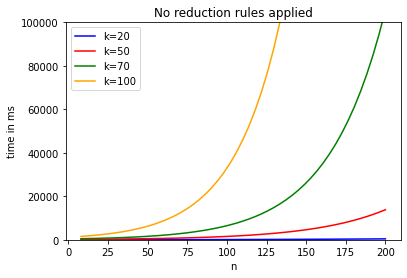 No reduction rules applied
100000
80000
60000
40000
20000
0
time in ms
k=20
k=50
k=70
k=100
0 25 50 75 100 125 150 175 200
n